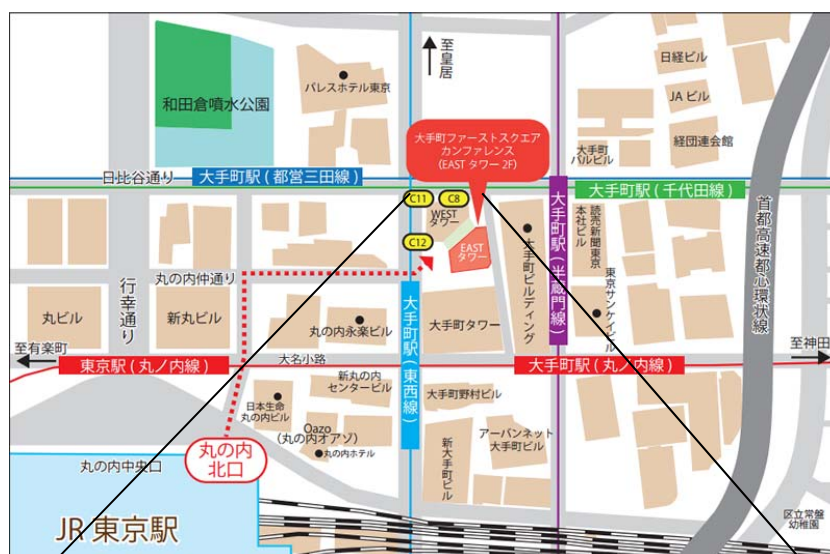 至皇居
日経ビル
JAビル
経団連会館
大手町
パルビル
パレスホテル東京
和田倉噴水公園
大手町ファーストスクエア
カンファレンス
(EASTタワー2F)
日比谷通り
大手町駅(都営三田線)
大手町駅(千代田線)
C11
C8
C12
WEST
タワー
EAST
タワー
大手町ビルディング
大手町駅(半蔵門線)
読売新聞東京
本社ビル
東京サンケイビル
首都高速都心環状線
行幸通り
丸の内仲通り
丸ビル
新丸ビル
丸の内永楽ビル
大手町駅(東西線)
大手町タワー
至有楽町
至神田
東京駅(丸ノ内線)
大名小路
大手町駅(丸ノ内線)
新丸の内
センタービル
大手町野村ビル
日本生命
丸の内ビル
Oazo
(丸の内オアゾ)
丸の内ホテル
新大手町ビル
アーバンネット
大手町ビル
丸の内
北口
丸の内中央口
JR東京駅
区立常盤
幼稚園